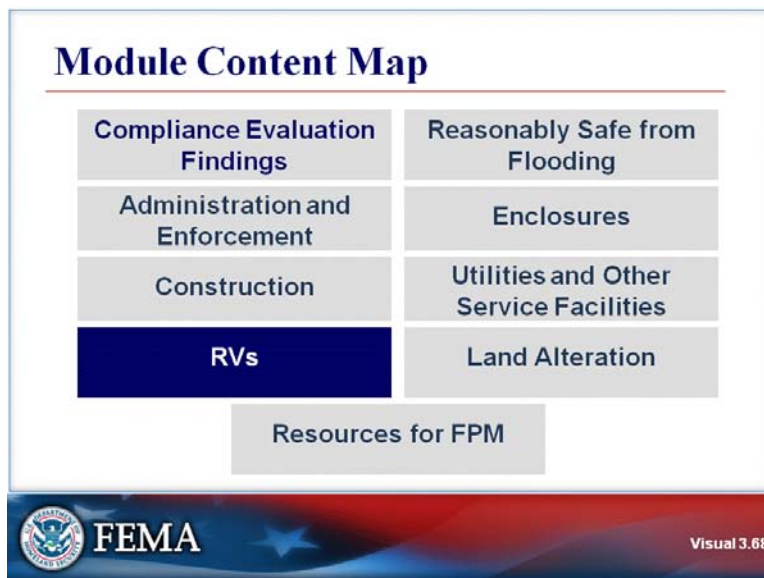 Module Content Map
Compliance Evaluation
Findings
Reasonably Safe from
Flooding
Administration and
Enforcement
Enclosures
Construction
Utilities and Other
Service Facilities
RVs
Land Alteration
Resources for FPM
FEMA
Visual 3.68